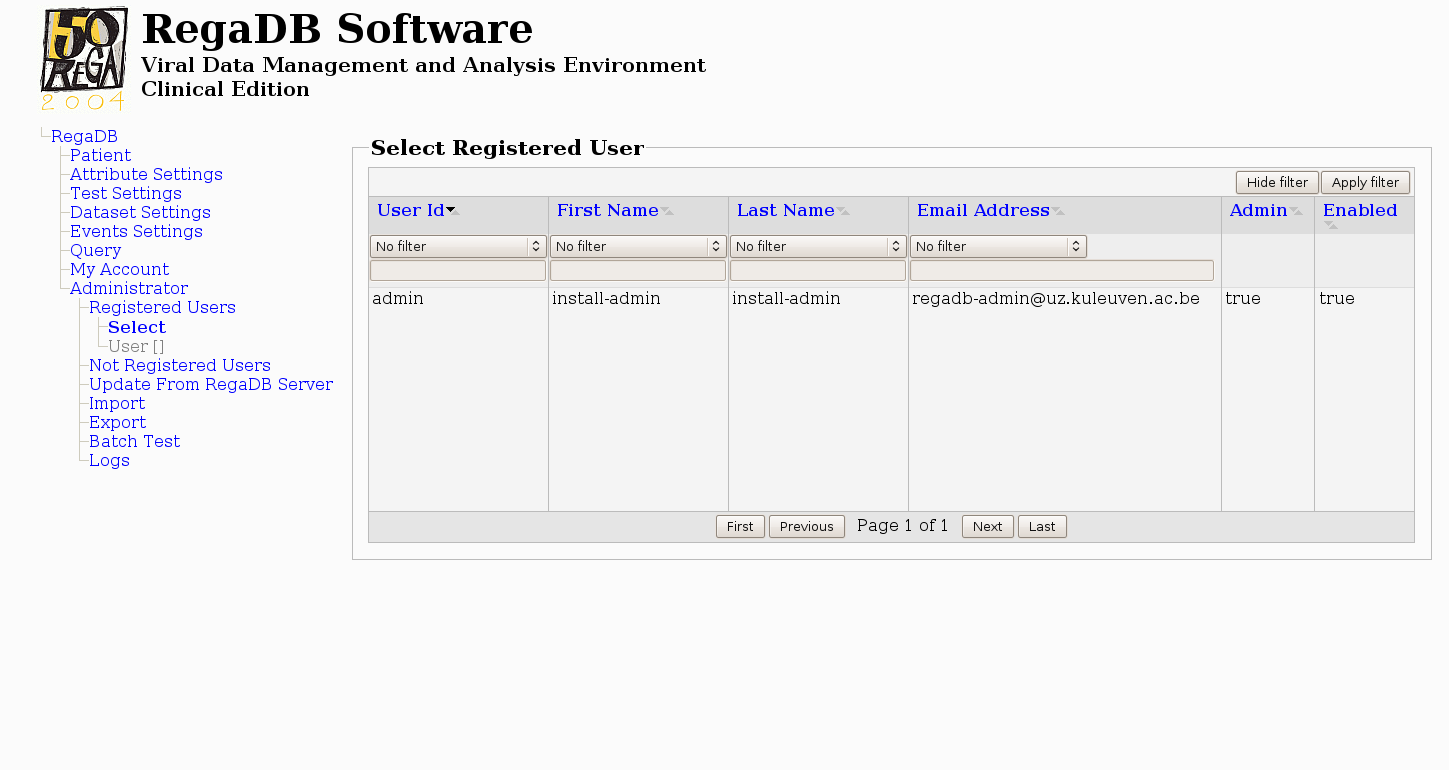 50
REGA
2004
RegaDB Software
Viral Data Management and Analysis Environment
Clinical Edition
RegaDB
Patient
Attribute Settings
Test Settings
Dataset Settings
Events Settings
Query
My Account
Administrator
Registered Users
Select
User []
Not Registered Users
Update From RegaDB Server
Import
Export
Batch Test
Logs
Select Registered User
Hide filter Apply filter
User Id First Name Last Name Email Address Admin Enabled
No filter No filter No filter No filter
admin install-admin install-admin regadb-admin@uz.kuleuven.ac.be true true
First Previous Page 1 of 1 Next Last